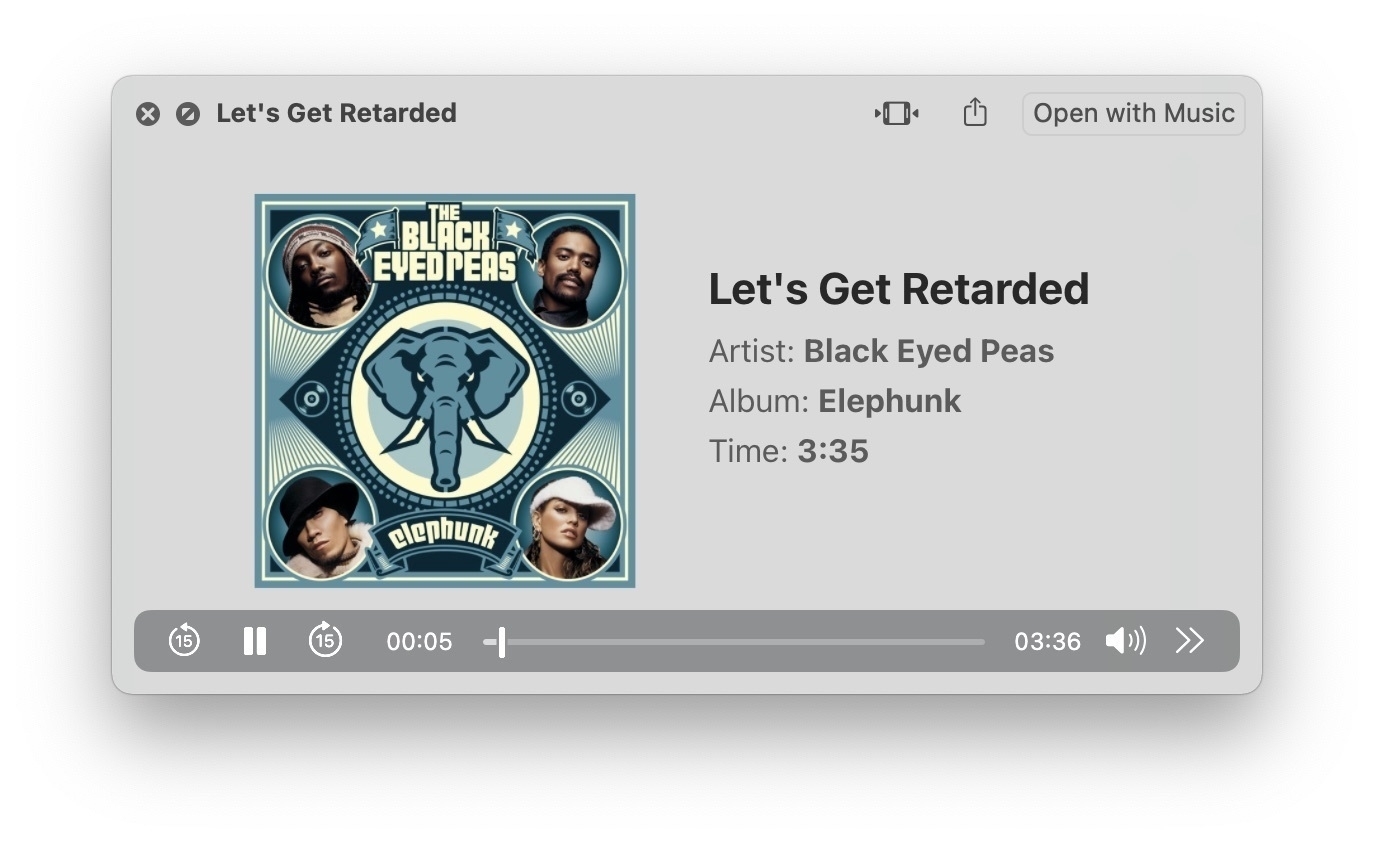 Let's Get Retarded
Open with Music
THE
BLACK
EYED PEAS
elephunk
Let's Get Retarded
Artist: Black Eyed Peas
Album: Elephunk
Time: 3:35
15
15
00:05
03:36